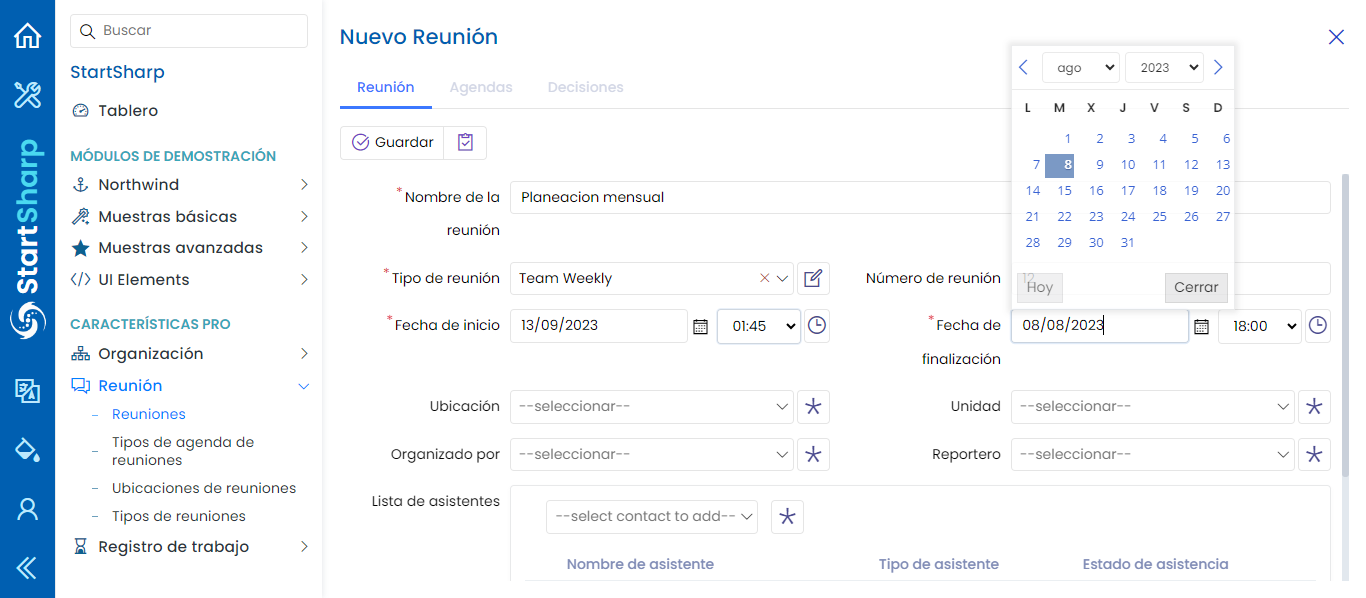 StartSharp
Buscar
StartSharp
Tablero
MÓDULOS DE DEMOSTRACIÓN
Northwind
Muestras básicas
Muestras avanzadas
UI Elements
CARACTERÍSTICAS PRO
Organización
Reunión
Reuniones
Tipos de agenda de
reuniones
Ubicaciones de reuniones
Tipos de reuniones
Registro de trabajo
Nuevo Reunión
Reunión Agendas Decisiones
Guardar
*Nombre de la
reunión
Planeacion mensual
*Tipo de reunión Team Weekly
Número de reunión 12
*Fecha de inicio 13/09/2023 01:45
*Fecha de
finalización
08/08/2023 18:00
ago 2023
L M X J V S D
1 2 3 4 5 6
7 8 9 10 11 12 13
14 15 16 17 18 19 20
21 22 23 24 25 26 27
28 29 30 31
Hoy Cerrar
Ubicación --seleccionar-- Unidad --seleccionar--
Organizado por --seleccionar-- Reportero --seleccionar--
Lista de asistentes
--select contact to add--
Nombre de asistente Tipo de asistente Estado de asistencia